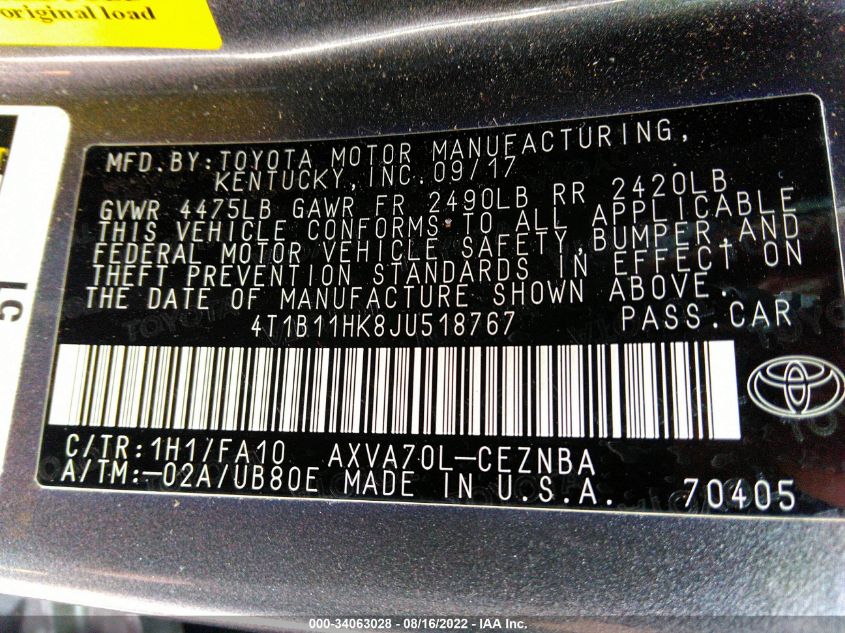 original load
LC
MFD.BY:TOYOTA MOTOR MANUFACTURING,
KENTUCKY,INC.09/17
GVWR 4475LB GAWR FR 2490LB RR 2420LB
THIS VEHICLE CONFORMS TO ALL APPLICABLE
FEDERAL MOTOR VEHICLE SAFETY,BUMPER,AND
THEFT PREVENTION STANDARDS IN EFFECT ON
THE DATE OF MANUFACTURE SHOWN ABOVE.
4T1B11HK8JU518767 PASS.CAR
C/TR:1H1/FA10 AXVA70L-CEZNBA
A/TM:-02A/UB80E MADE IN U.S.A. 70405
000-34063028 - 08/16/2022 - IAA Inc.